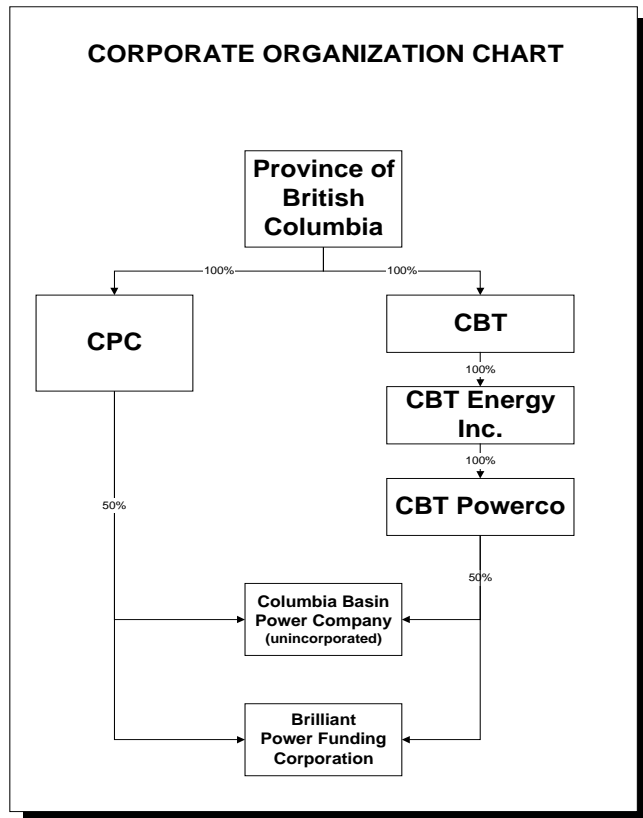 CORPORATE ORGANIZATION CHART
Province of
British
Columbia
100%
100%
CPC
CBT
100%
CBT Energy
Inc.
100%
CBT Powerco
50%
50%
Columbia Basin
Power Company
(unincorporated)
Brilliant
Power Funding
Corporation